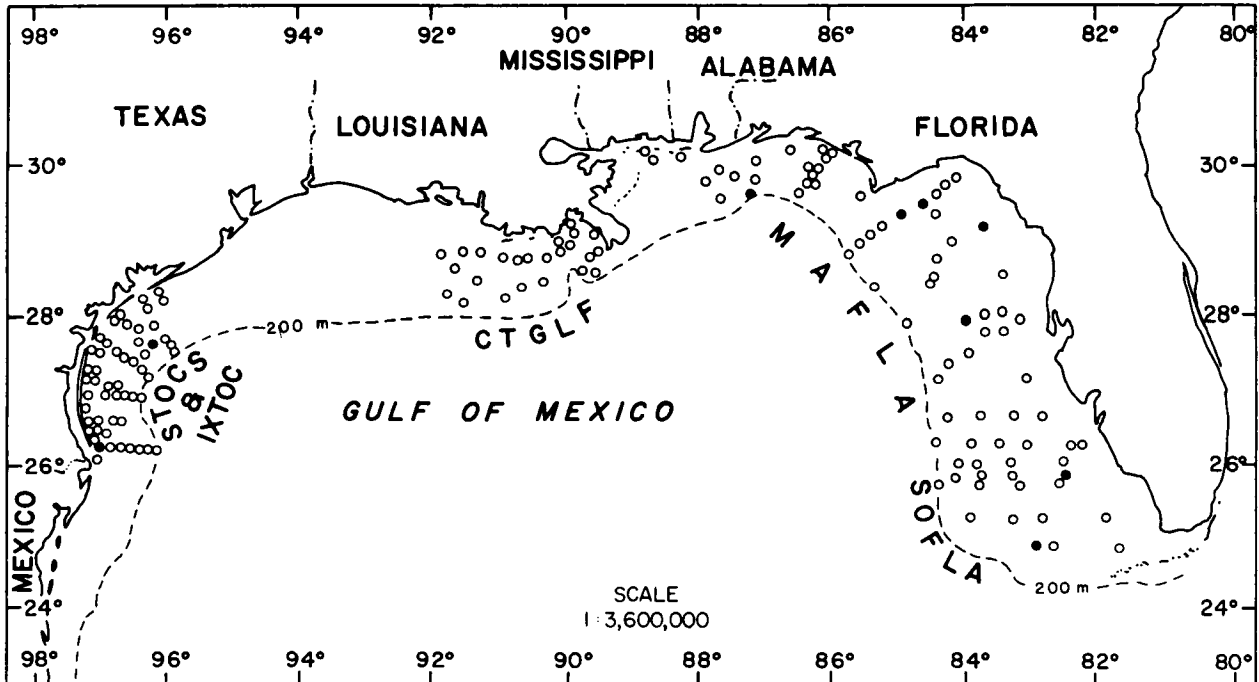 98° 96° 94° 92° 90° 88° 86° 84° 82° 80°
MISSISSIPPI
ALABAMA
TEXAS
LOUISIANA
FLORIDA
30° 30°
MAFLA
28° 28°
200 m
CTGLF
STOCS
&
IXTOC
GULF OF MEXICO
26° 26°
SOFLA
MEXICO
200 m
SCALE
1:3,600,000
24° 24°
98° 96° 94° 92° 90° 88° 86° 84° 82° 80°